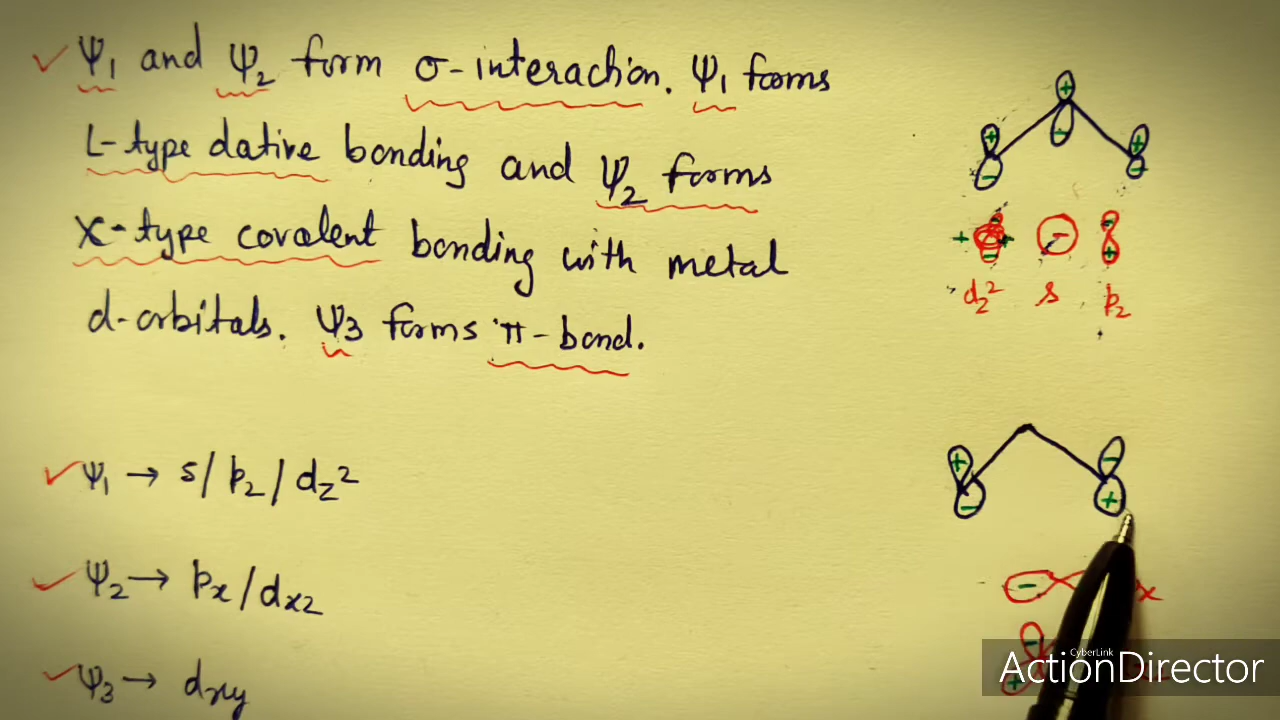 Ψ1 and Ψ2 form σ-interaction. Ψ1 forms
L-type dative bonding and Ψ2 forms
X-type covalent bonding with metal
d-orbitals. Ψ3 forms π-bond.
+ + +
- - -
+ - + - - +
dz² s pz
Ψ1 → s/pz/dz²
+ -
- +
Ψ2 → px/dxz
- x
-
+
Ψ3 → dxy
CyberLink
ActionDirector